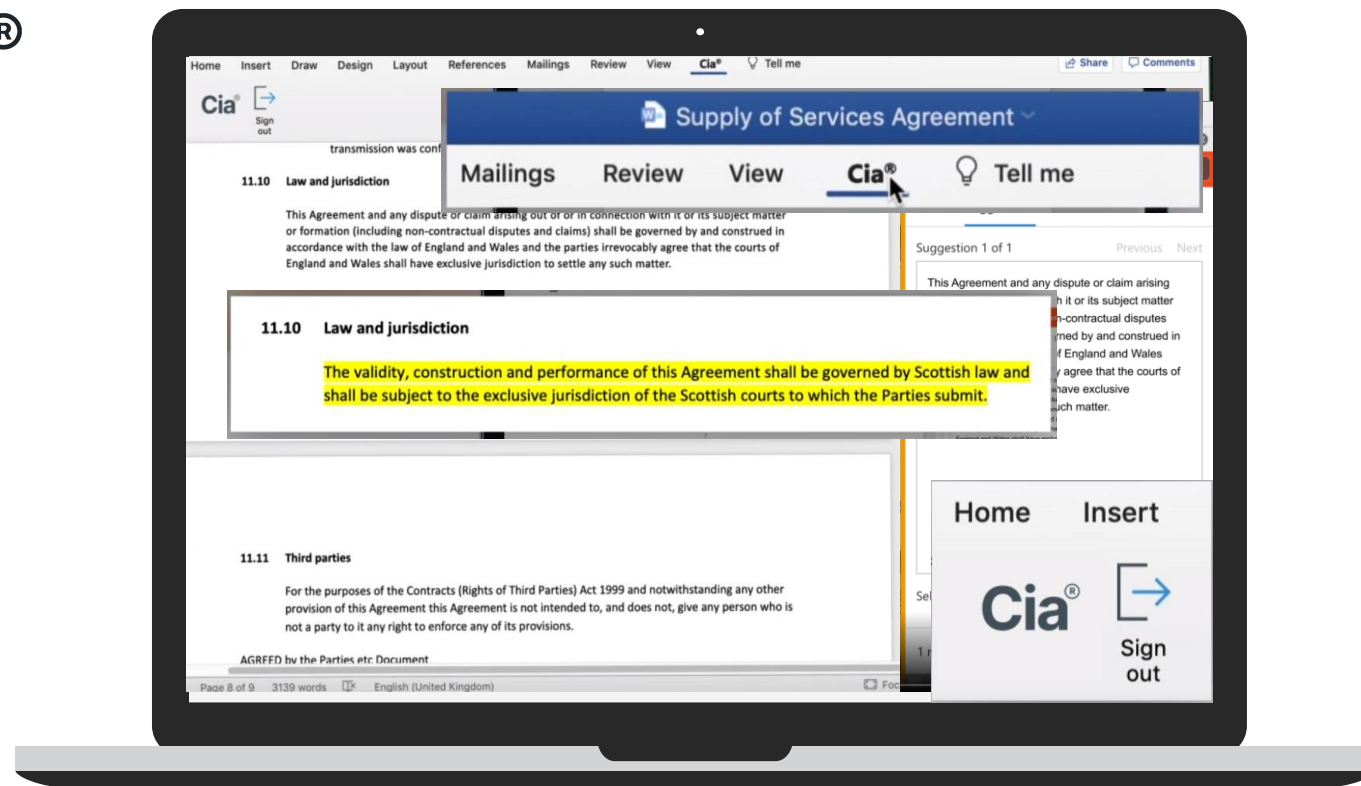 ®
Home Insert Draw Design Layout References Mailings Review View Cia® Tell me Share Comments
Cia®
Sign
out
Supply of Services Agreement
Mailings Review View Cia® Tell me
transmission was conf
11.10 Law and jurisdiction
This Agreement and any dispute or claim arising out of or in connection with it or its subject matter
or formation (including non-contractual disputes and claims) shall be governed by and construed in
accordance with the law of England and Wales and the parties irrevocably agree that the courts of
England and Wales shall have exclusive jurisdiction to settle any such matter.
Suggestion 1 of 1 Previous Next
This Agreement and any dispute or claim arising
h it or its subject matter
n-contractual disputes
rned by and construed in
f England and Wales
y agree that the courts of
have exclusive
uch matter.
11.10 Law and jurisdiction
The validity, construction and performance of this Agreement shall be governed by Scottish law and
shall be subject to the exclusive jurisdiction of the Scottish courts to which the Parties submit.
11.11 Third parties
For the purposes of the Contracts (Rights of Third Parties) Act 1999 and notwithstanding any other
provision of this Agreement this Agreement is not intended to, and does not, give any person who is
not a party to it any right to enforce any of its provisions.
AGREED by the Parties etc Document
Sel
1 r
Page 8 of 9 3139 words English (United Kingdom) Foc
Home Insert
Cia®
Sign
out